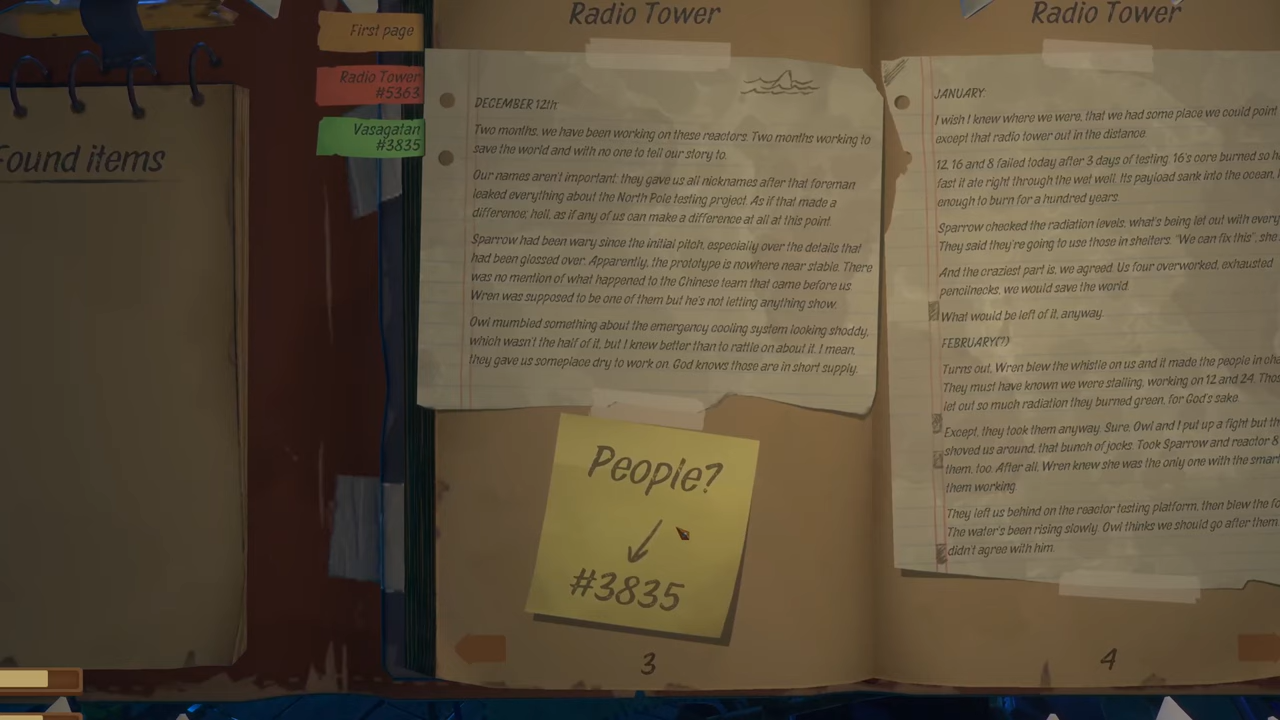 Found items
First page
Radio Tower
#5363
Vasagatan
#3835
Radio Tower
DECEMBER 12th
Two months, we have been working on these reactors. Two months working to
save the world and with no one to tell our story to.
Our names aren't important; they gave us all nicknames after that foreman
leaked everything about the North Pole testing project. As if that made a
difference; hell, as if any of us can make a difference at all at this point.
Sparrow had been wary since the initial pitch, especially over the details that
had been glossed over. Apparently, the prototype is nowhere near stable. There
was no mention of what happened to the Chinese team that came before us
Wren was supposed to be one of them but he's not letting anything show.
Owl mumbled something about the emergency cooling system looking shoddy,
which wasn't the half of it, but I knew better than to rattle on about it. I mean,
they gave us someplace dry to work on. God knows those are in short supply.
People?
#3835
3
Radio Tower
JANUARY:
I wish I knew where we were, that we had some place we could point
except that radio tower out in the distance.
12, 16 and 8 failed today after 3 days of testing. 16's core burned so h
fast it ate right through the wet well. Its payload sank into the ocean,
enough to burn for a hundred years.
Sparrow checked the radiation levels, what's being let out with every
They said they're going to use those in shelters. "We can fix this", she
And the craziest part is, we agreed. Us four overworked, exhausted
pencilnecks, we would save the world.
What would be left of it, anyway.
FEBRUARY(?)
Turns out, Wren blew the whistle on us and it made the people in cha
They must have known we were stalling, working on 12 and 24. Thos
let out so much radiation they burned green, for God's sake.
Except, they took them anyway. Sure, Owl and I put up a fight but th
shoved us around, that bunch of jocks. Took Sparrow and reactor 8
them, too. After all, Wren knew she was the only one with the smart
them working.
They left us behind on the reactor testing platform, then blew the fo
The water's been rising slowly. Owl thinks we should go after them.
didn't agree with him.
4